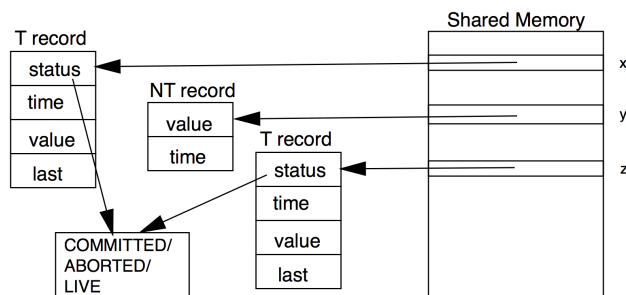 Shared Memory
T record
status
time
value
last
x
NT record
value
time
y
T record
status
time
value
last
z
COMMITTED/
ABORTED/
LIVE